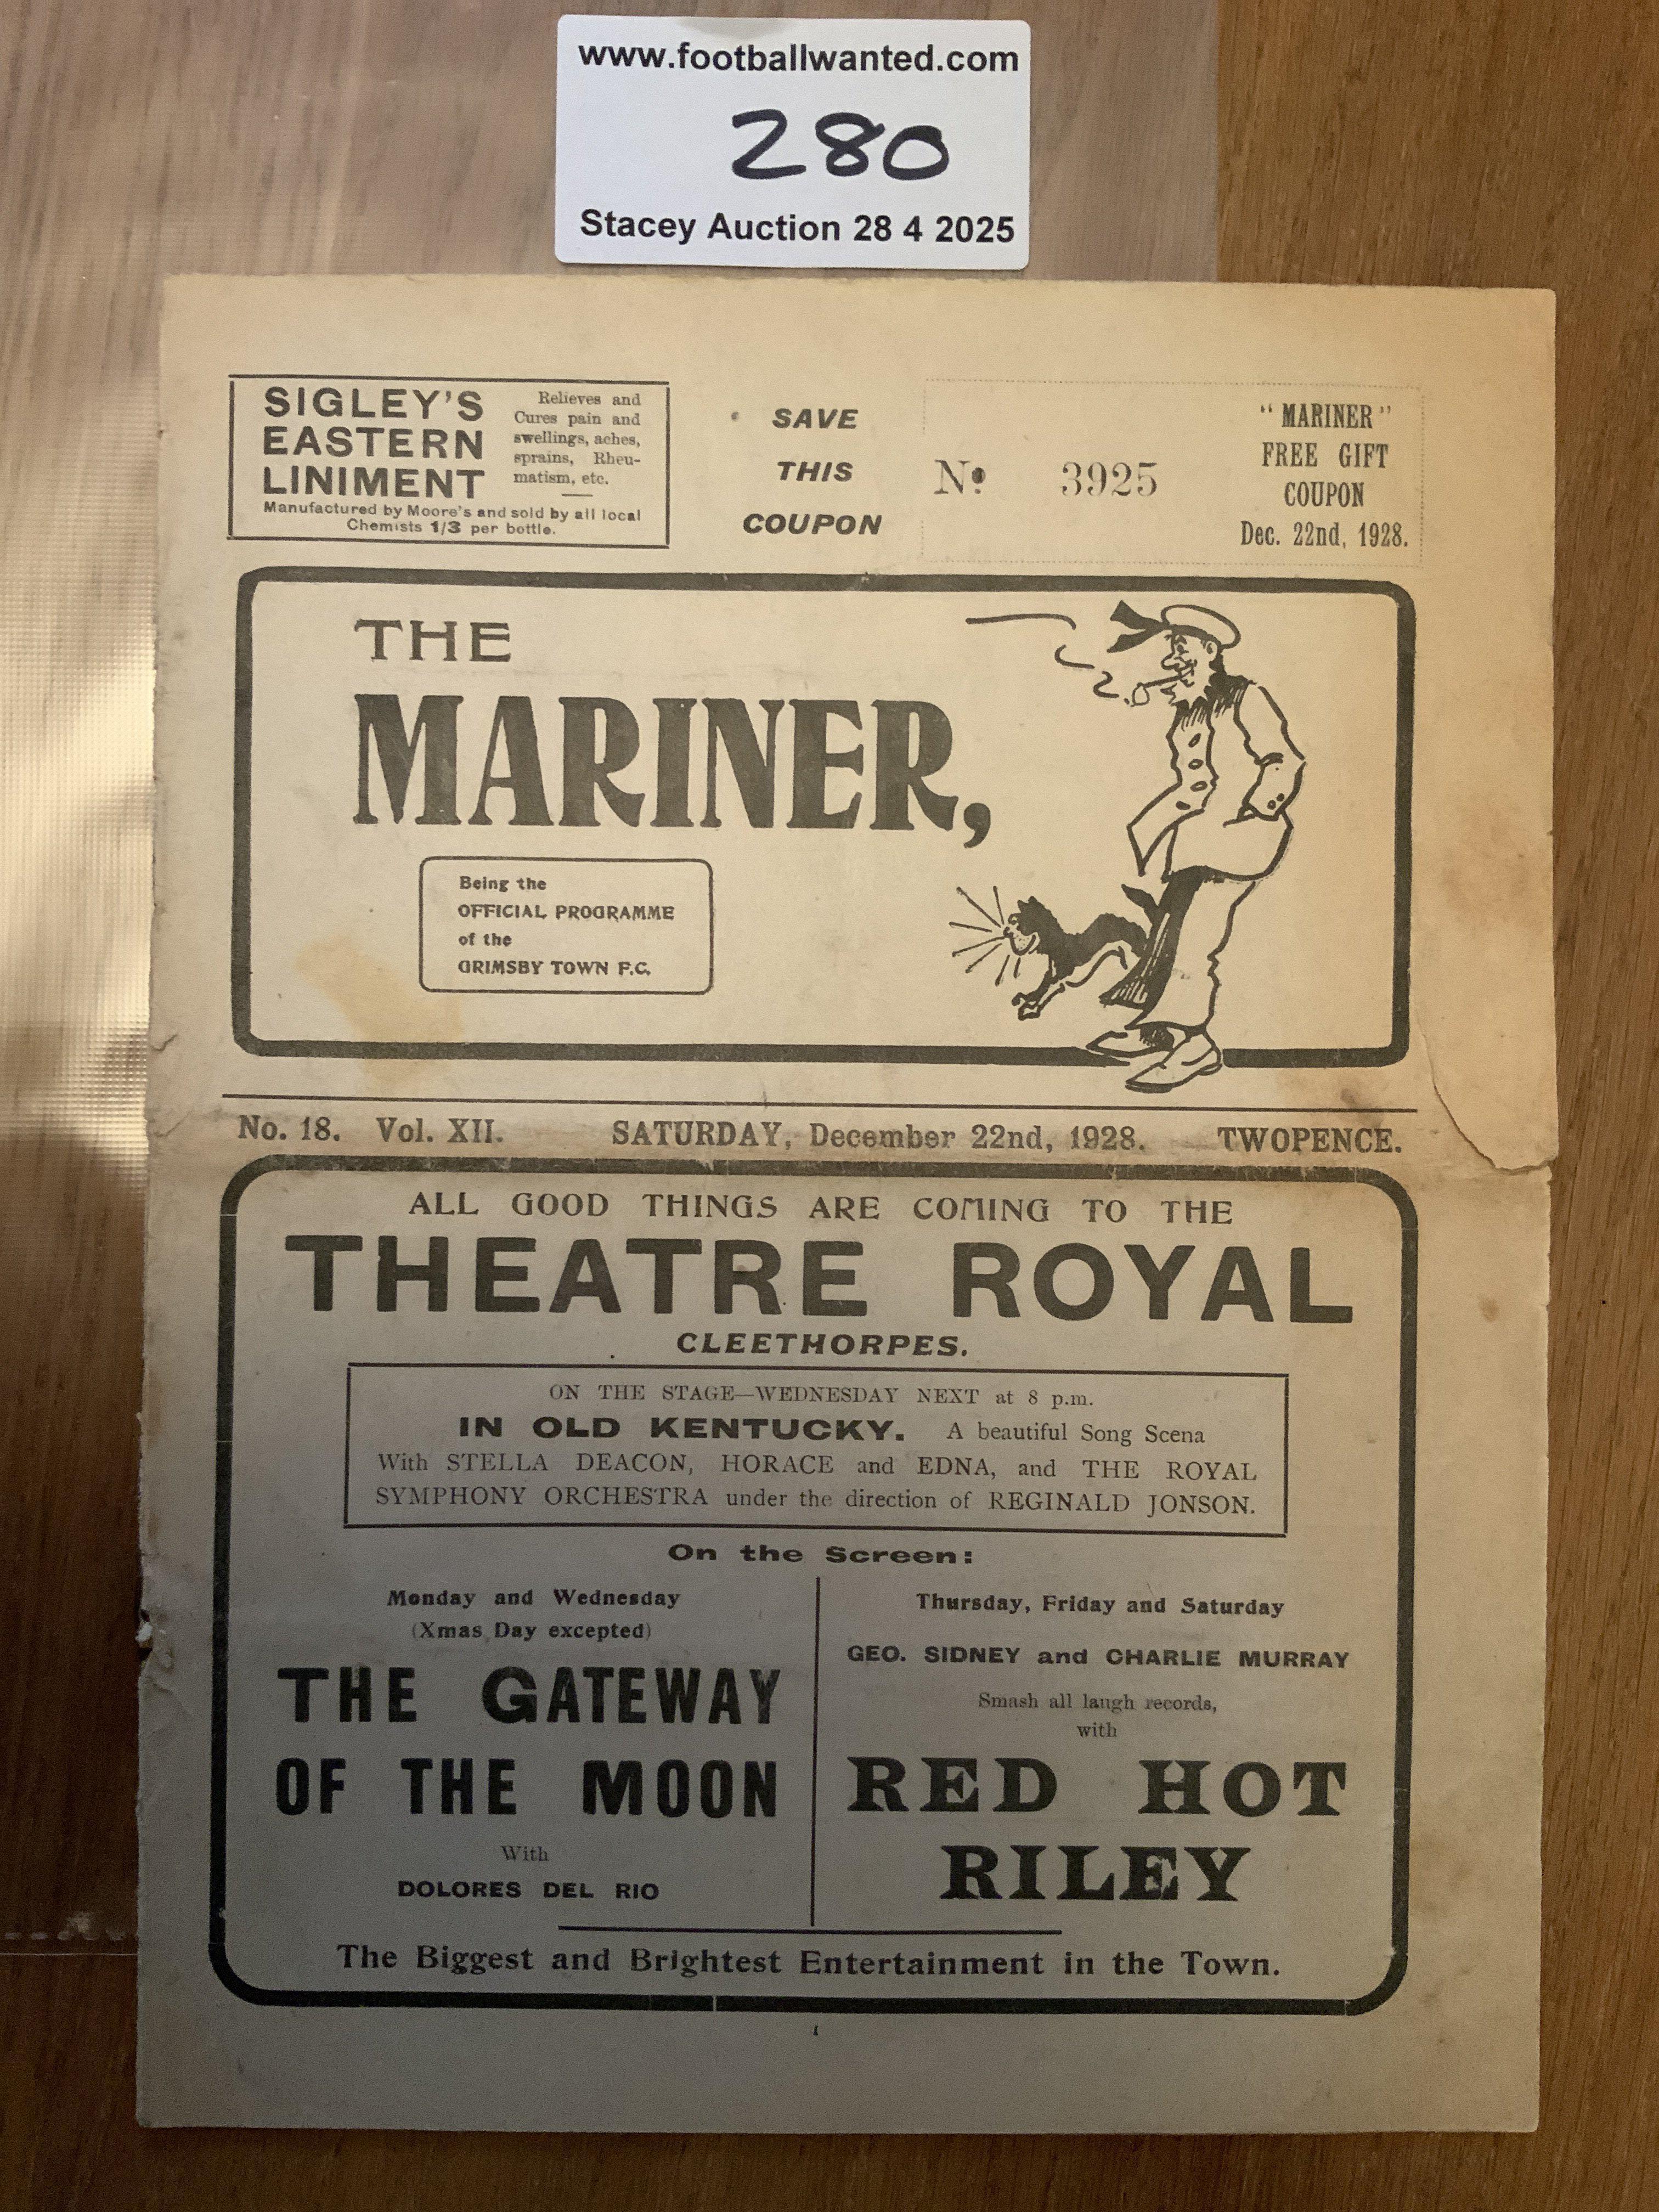 www.footballwanted.com
280
Stacey Auction 28 4 2025
SIGLEY'S
EASTERN
LINIMENT
Relieves and
Cures pain and
swellings, aches,
sprains, Rheu-
matism, etc.
Manufactured by Moore's and sold by all local
Chemists 1/3 per bottle.
SAVE
THIS
COUPON
No. 3925
"MARINER"
FREE GIFT
COUPON
Dec. 22nd, 1928.
THE
MARINER,
Being the
OFFICIAL PROGRAMME
of the
GRIMSBY TOWN F.C.
No. 18. Vol. XII. SATURDAY, December 22nd, 1928. TWOPENCE.
ALL GOOD THINGS ARE COMING TO THE
THEATRE ROYAL
CLEETHORPES.
ON THE STAGE—WEDNESDAY NEXT at 8 p.m.
IN OLD KENTUCKY. A beautiful Song Scena
With STELLA DEACON, HORACE and EDNA, and THE ROYAL
SYMPHONY ORCHESTRA under the direction of REGINALD JONSON.
On the Screen:
Monday and Wednesday
(Xmas Day excepted)
THE GATEWAY
OF THE MOON
With
DOLORES DEL RIO
Thursday, Friday and Saturday
GEO. SIDNEY and CHARLIE MURRAY
Smash all laugh records,
with
RED HOT
RILEY
The Biggest and Brightest Entertainment in the Town.